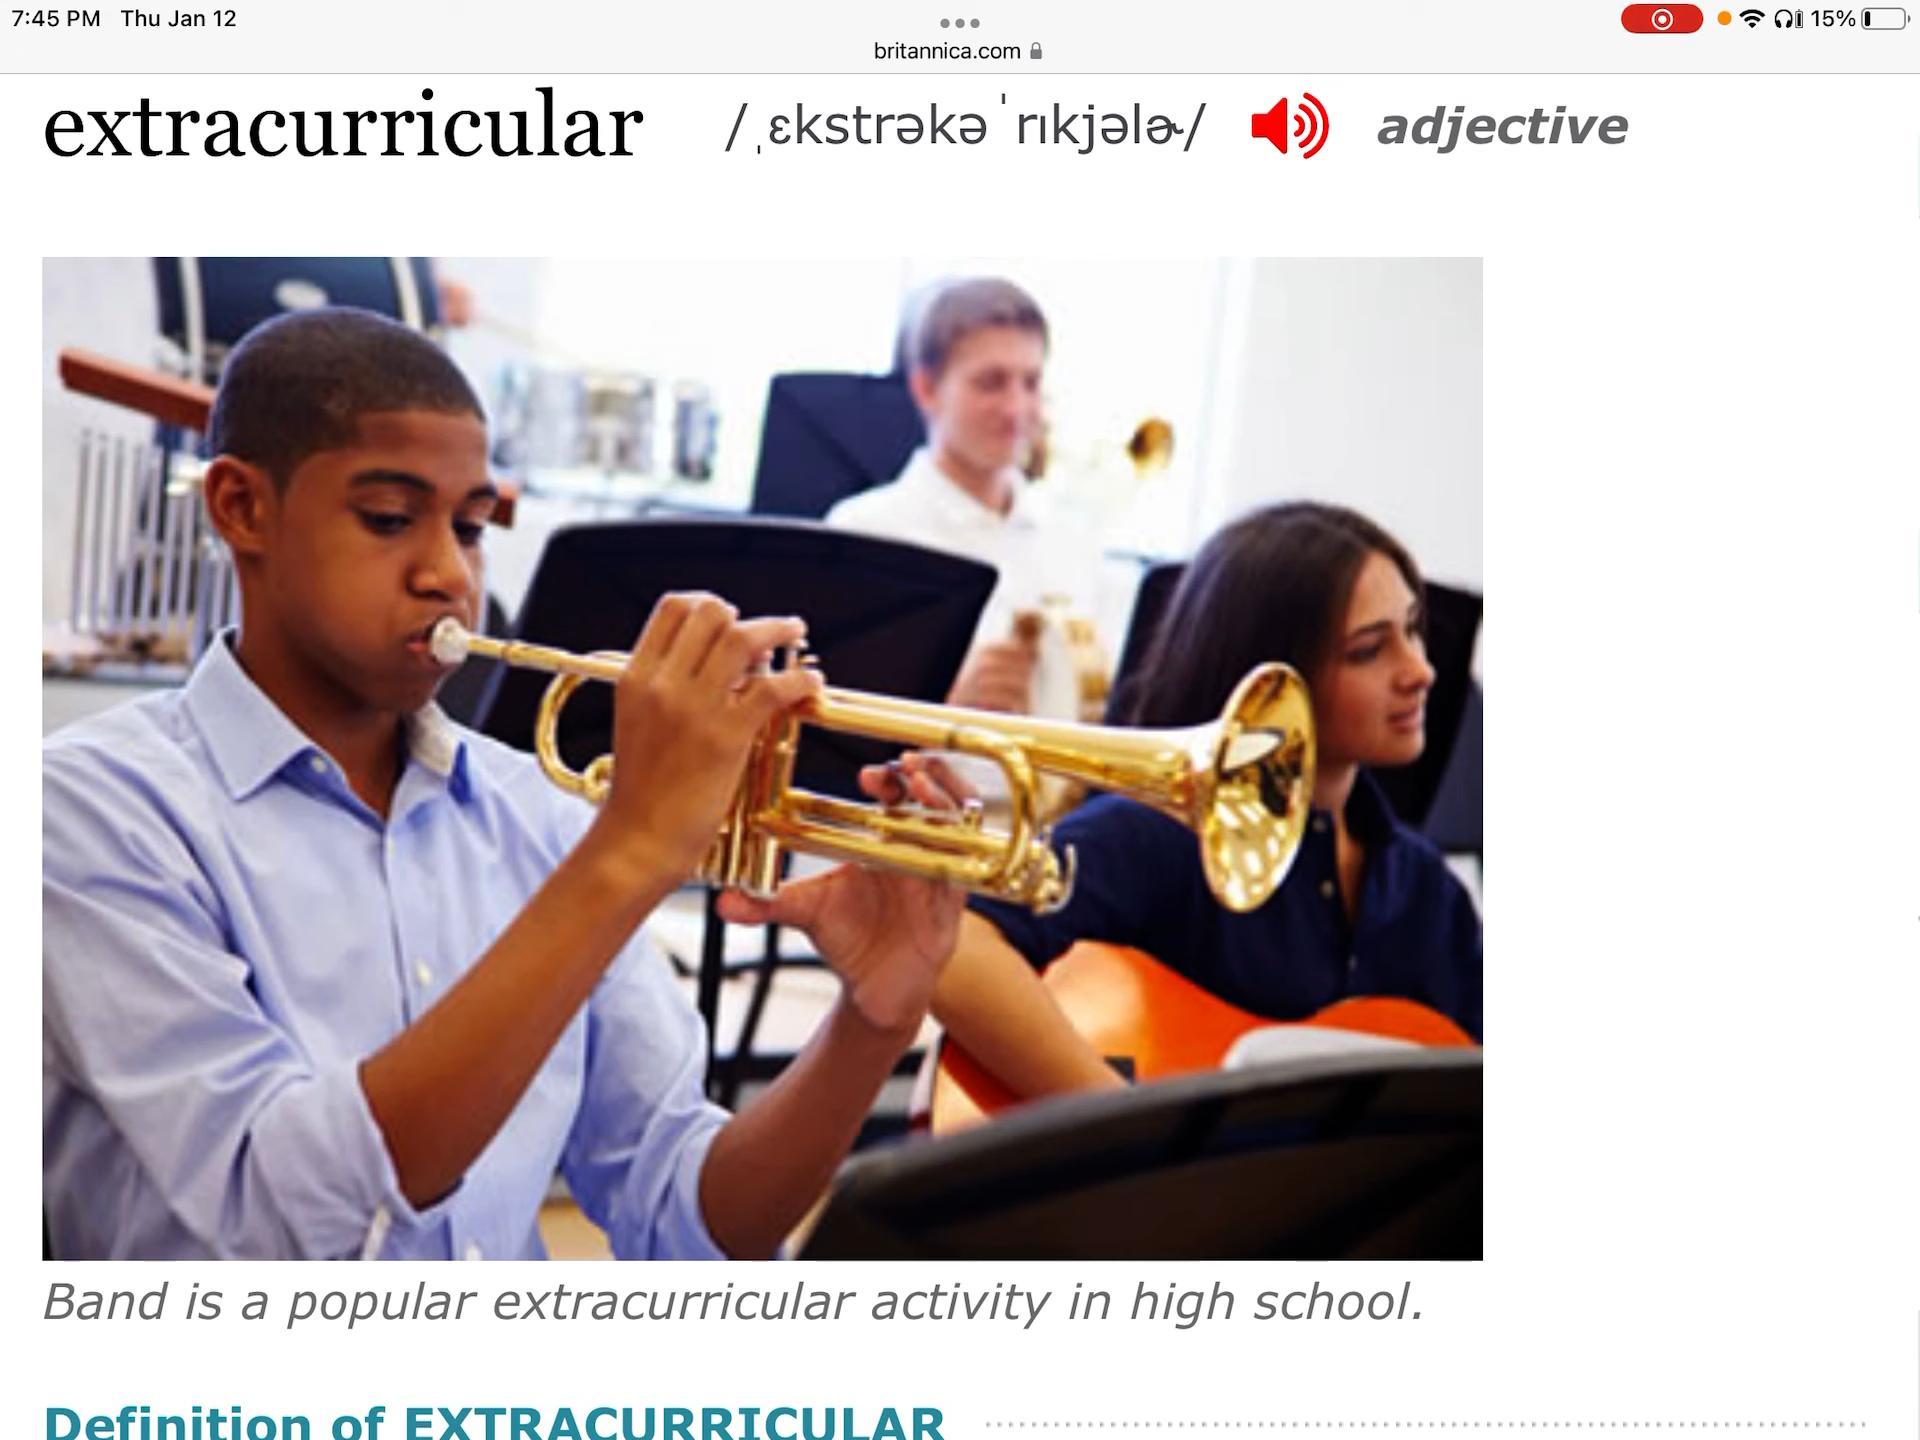 7:45 PM Thu Jan 12
15%
britannica.com
extracurricular /ˌɛkstrəkəˈrɪkjələ˞/ adjective
Band is a popular extracurricular activity in high school.
Definition of EXTRACURRICULAR